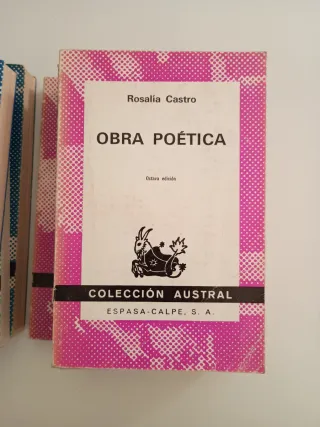 Rosalía Castro
OBRA POÉTICA
Octava edición
COLECCIÓN AUSTRAL
ESPASA-CALPE, S. A.